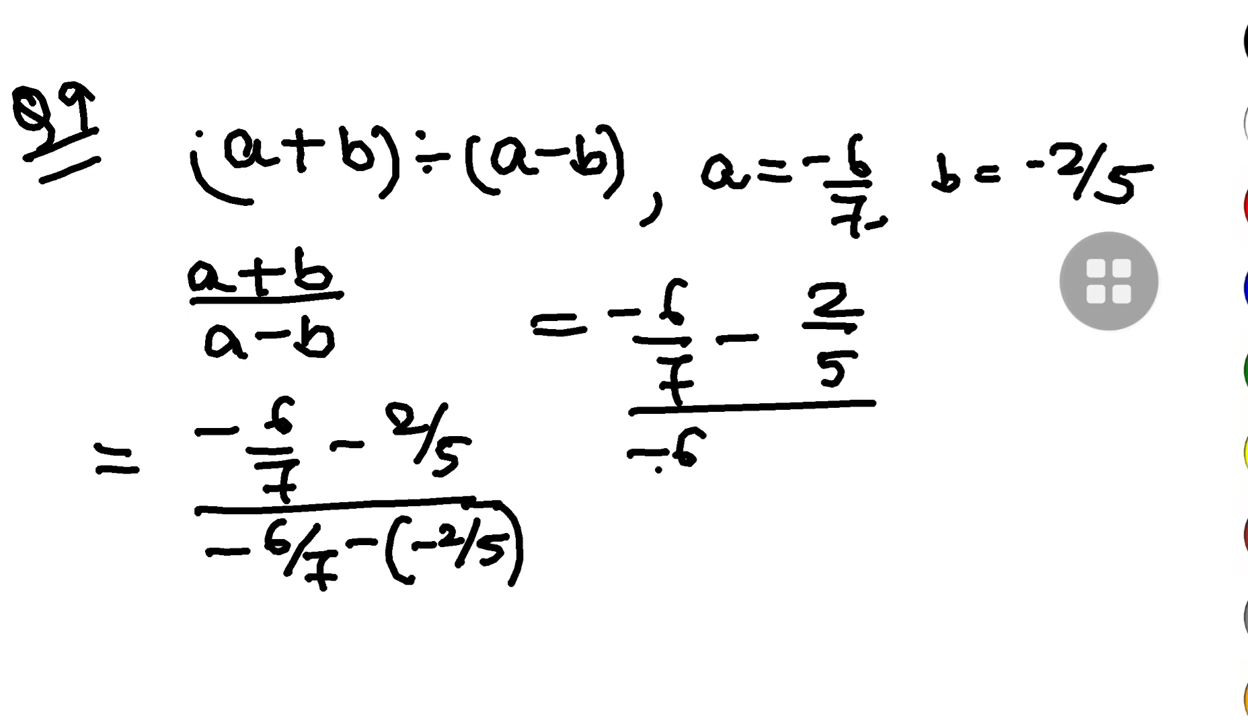 Q9
(a+b)÷(a-b), a=-6/7 b=-2/5
a+b
a-b
= -6/7 - 2/5
-6/7-(-2/5)
= -6/7 - 2/5
-6